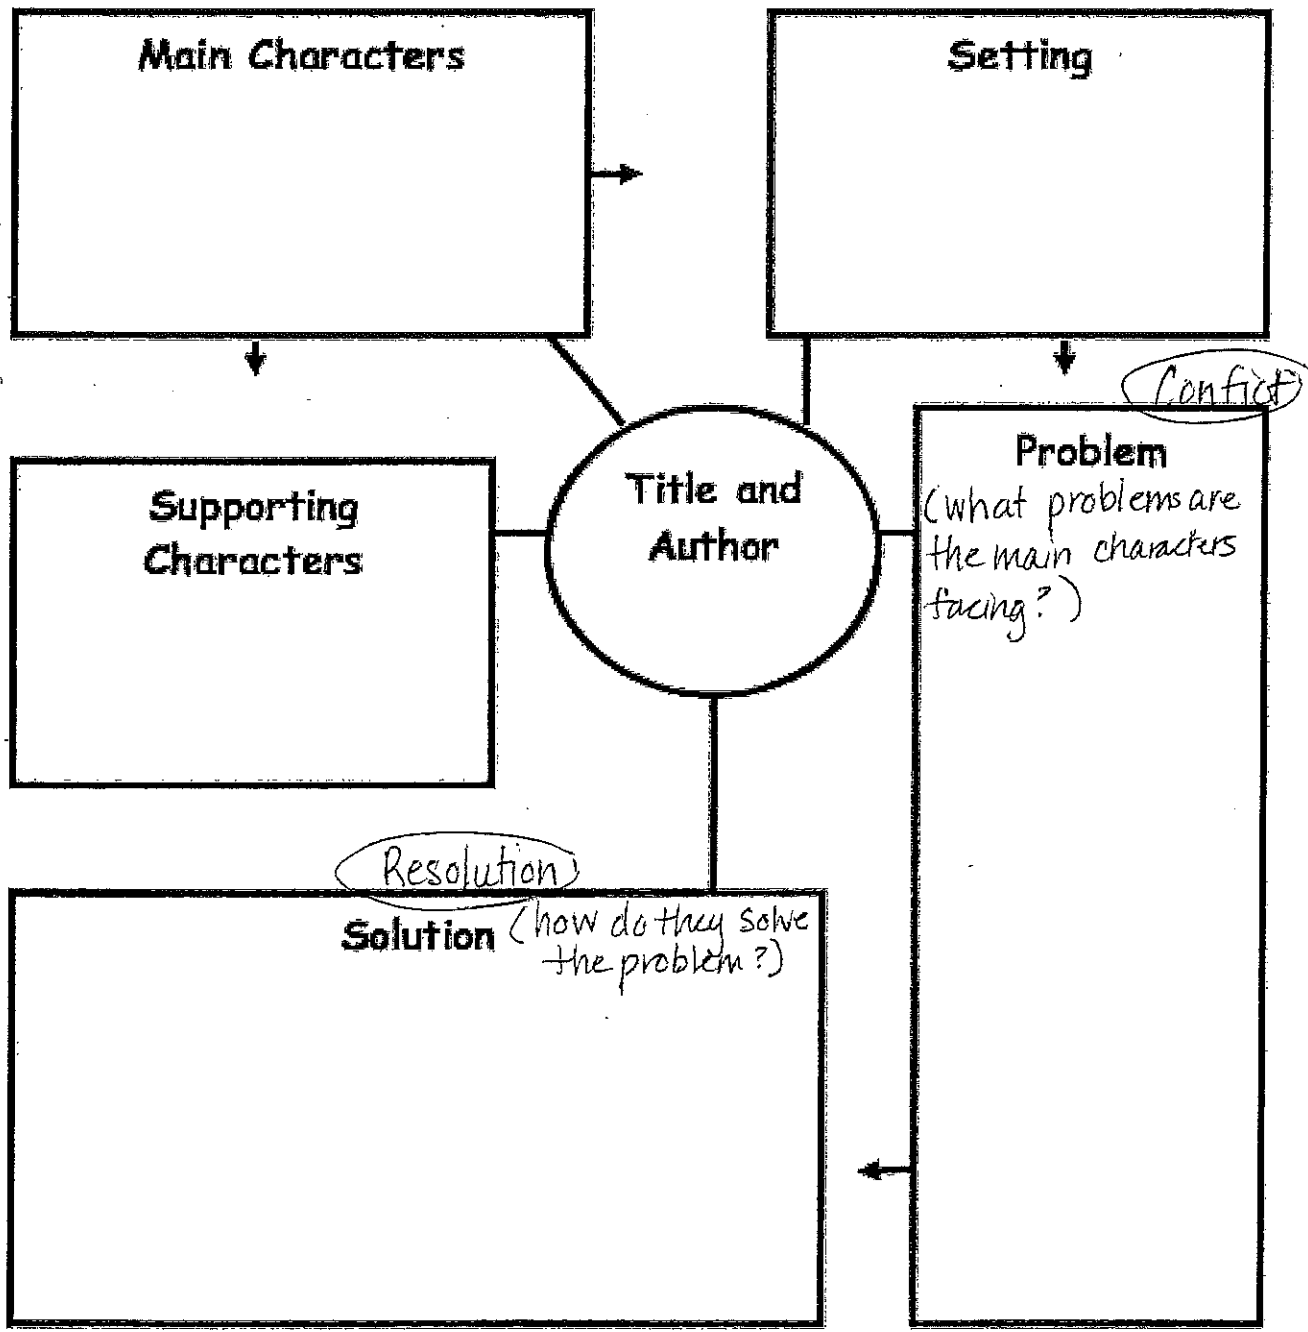 Main Characters
Setting
Confict
Problem
(what problems are
the main characters
facing?)
Title and
Author
Supporting
Characters
Resolution
Solution (how do they solve
the problem?)